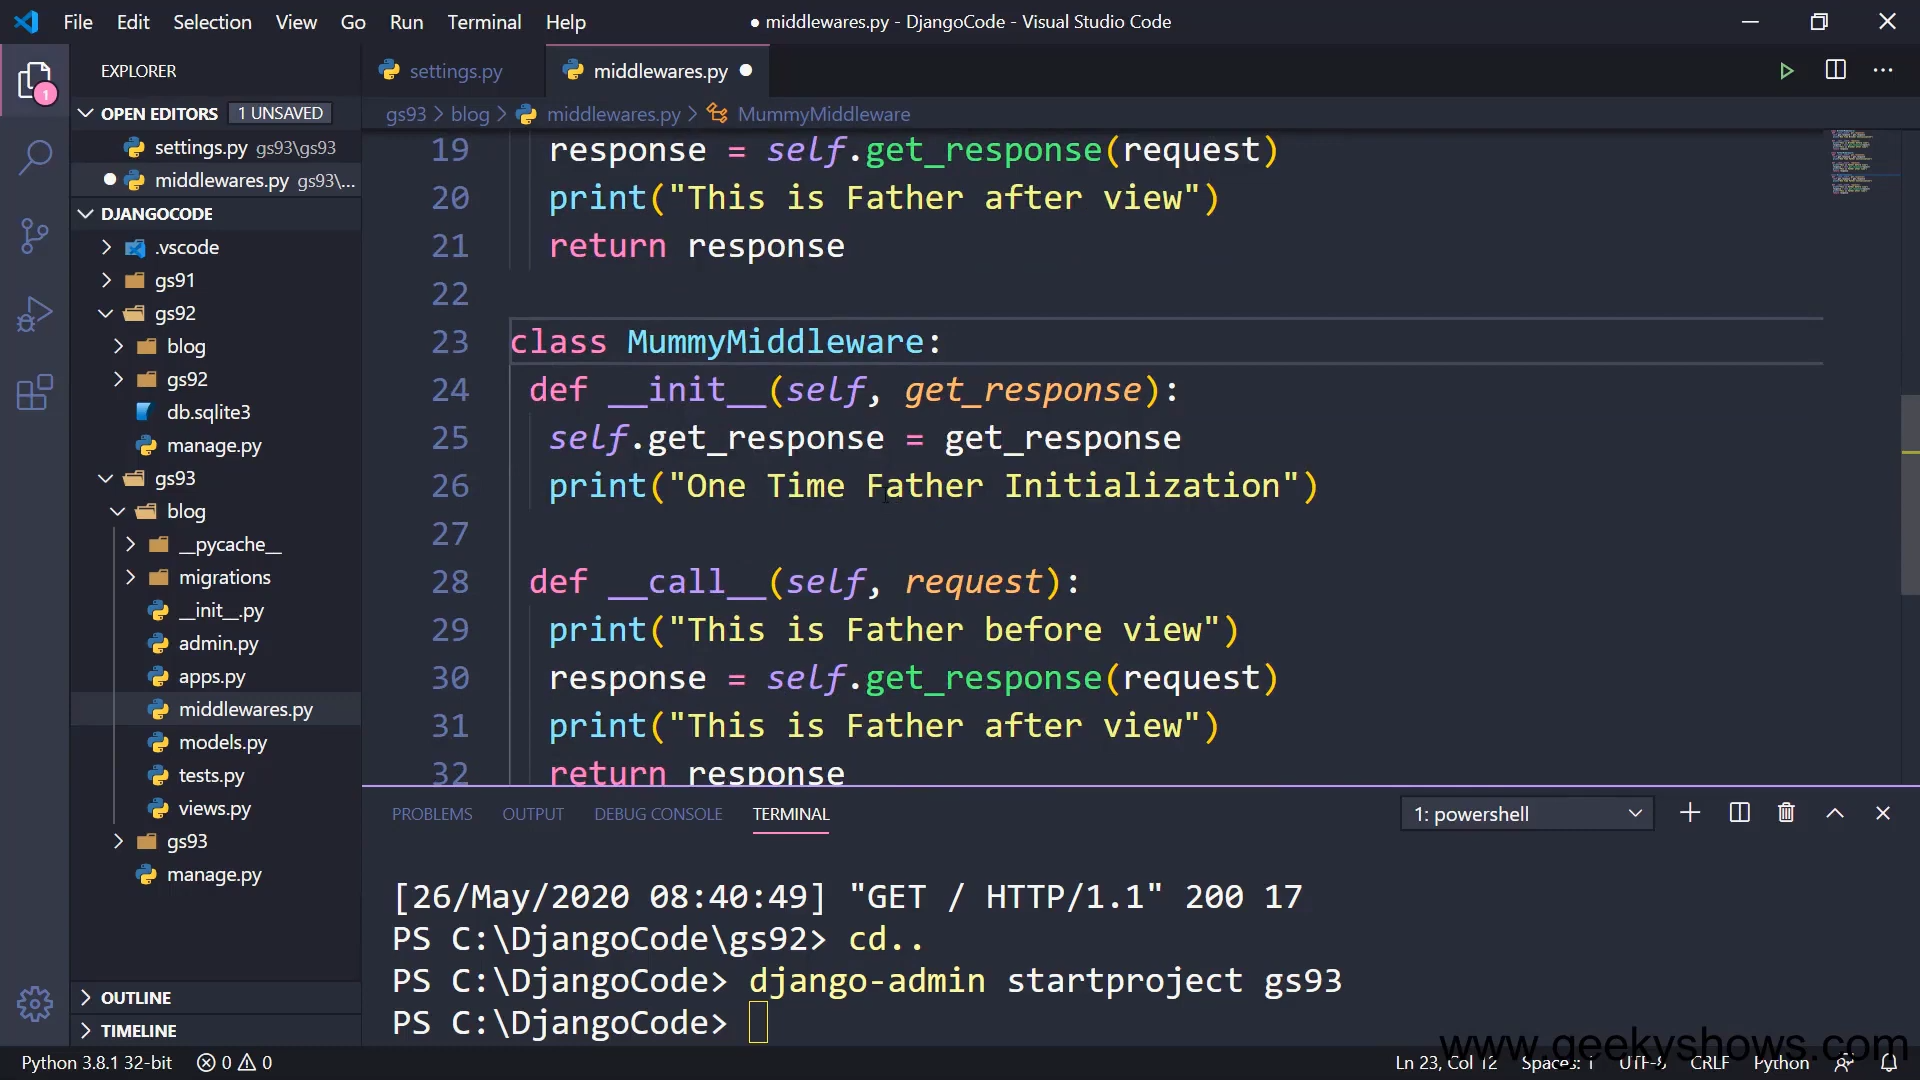 File Edit Selection View Go Run Terminal Help
● middlewares.py - DjangoCode - Visual Studio Code
EXPLORER
1
OPEN EDITORS 1 UNSAVED
settings.py gs93\gs93
● middlewares.py gs93\...
DJANGOCODE
.vscode
gs91
gs92
blog
gs92
db.sqlite3
manage.py
gs93
blog
__pycache__
migrations
__init__.py
admin.py
apps.py
middlewares.py
models.py
tests.py
views.py
gs93
manage.py
OUTLINE
TIMELINE
settings.py
middlewares.py ●
gs93 > blog > middlewares.py > MummyMiddleware
19 response = self.get_response(request)
20 print("This is Father after view")
21 return response
22
23 class MummyMiddleware:
24 def __init__(self, get_response):
25 self.get_response = get_response
26 print("One Time Father Initialization")
27
28 def __call__(self, request):
29 print("This is Father before view")
30 response = self.get_response(request)
31 print("This is Father after view")
32 return response
PROBLEMS OUTPUT DEBUG CONSOLE TERMINAL
1: powershell
[26/May/2020 08:40:49] "GET / HTTP/1.1" 200 17
PS C:\DjangoCode\gs92> cd..
PS C:\DjangoCode> django-admin startproject gs93
PS C:\DjangoCode>
www.geekyshows.com
Python 3.8.1 32-bit 0 0
Ln 23, Col 12 Spaces: 1 UTF-8 CRLF Python